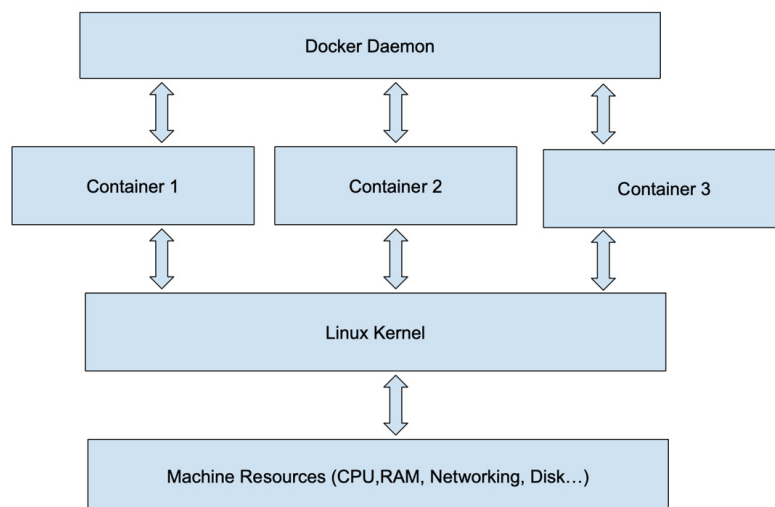 Docker Daemon
Container 1
Container 2
Container 3
Linux Kernel
Machine Resources (CPU,RAM, Networking, Disk…)